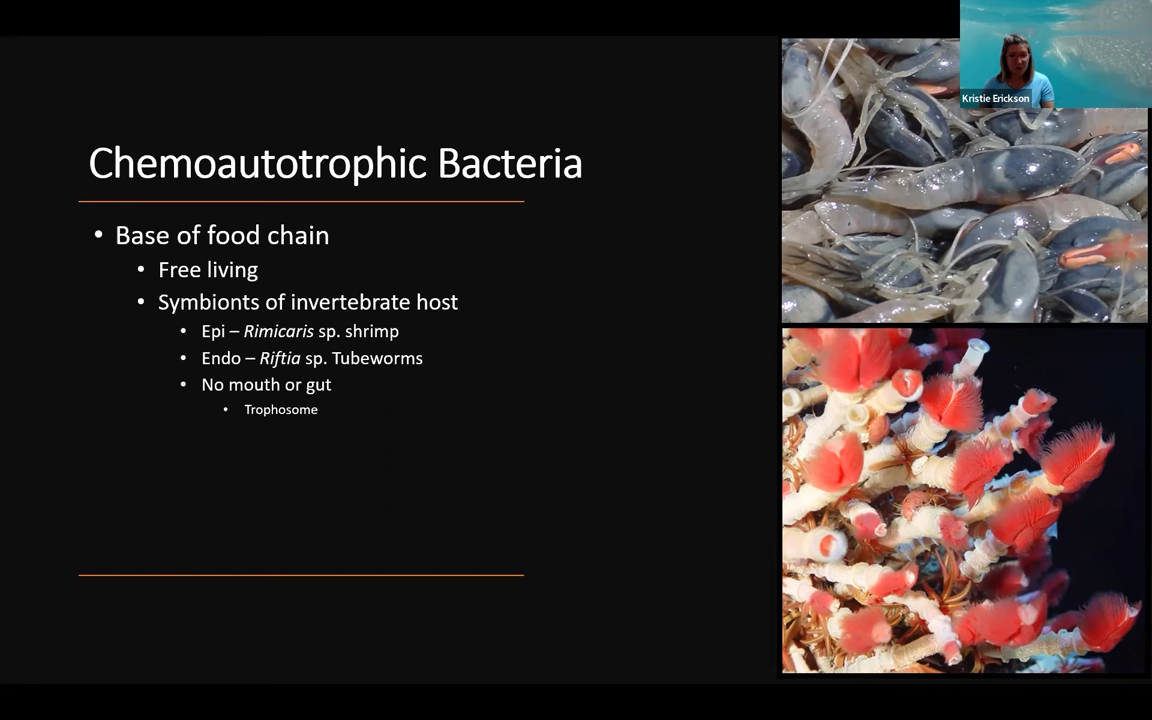 Kristie Erickson
Chemoautotrophic Bacteria
• Base of food chain
• Free living
• Symbionts of invertebrate host
• Epi – Rimicaris sp. shrimp
• Endo – Riftia sp. Tubeworms
• No mouth or gut
• Trophosome